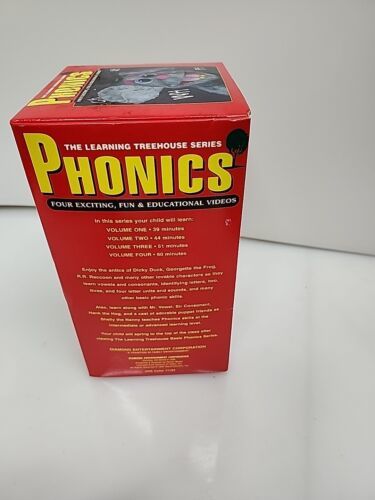 PHONICS
THE LEARNING TREEHOUSE SERIES
PHONICS
FOUR EXCITING, FUN & EDUCATIONAL VIDEOS
In this series your child will learn:
VOLUME ONE • 39 minutes
VOLUME TWO • 44 minutes
VOLUME THREE • 51 minutes
VOLUME FOUR • 60 minutes
Enjoy the antics of Dicky Duck, Georgette the Frog,
R.R. Raccoon and many other lovable characters as they
learn vowels and consonants, identifying letters, two,
three, and four letter units and sounds, and many
other basic phonic skills.
Also, learn along with Mr. Vowel, Sir Consonant,
Hank the Hog, and a cast of adorable puppet friends as
Shelly the Nanny teaches Phonics skills at the
intermediate or advanced learning level.
Your child will spring to the top of the class after
viewing The Learning Treehouse Basic Phonics Series.
DIAMOND ENTERTAINMENT CORPORATION